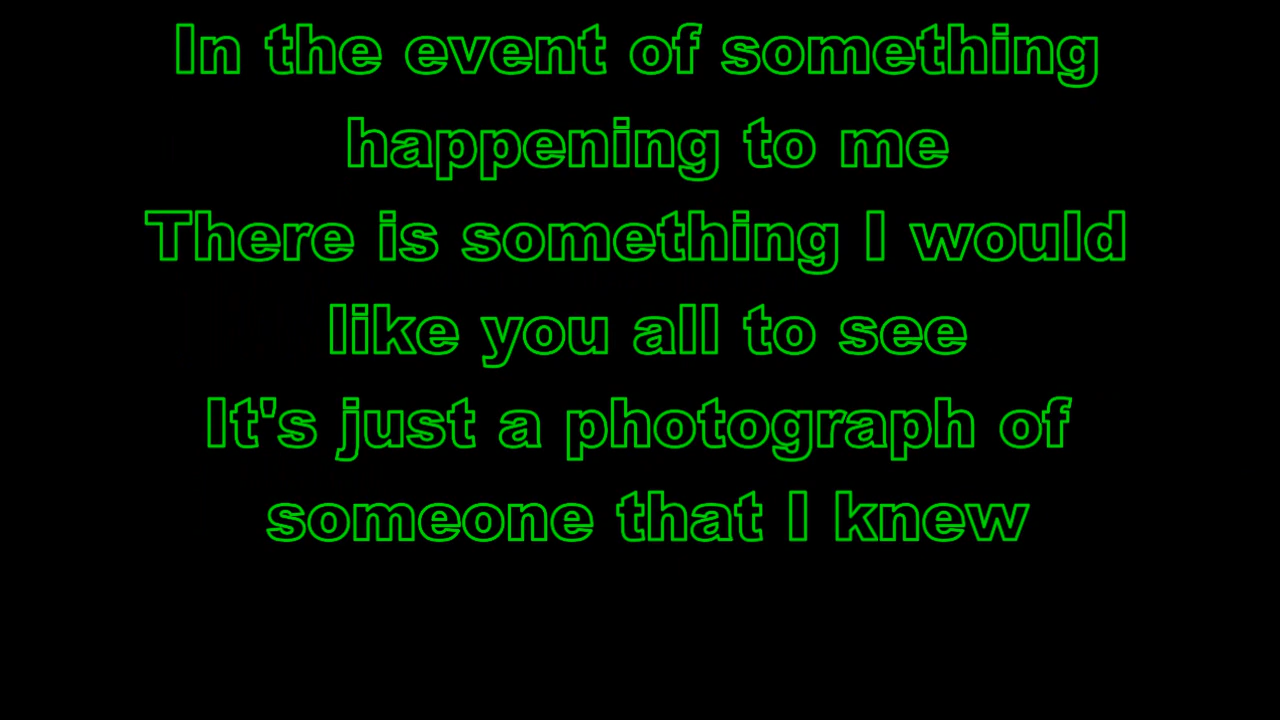 In the event of something
happening to me
There is something I would
like you all to see
It's just a photograph of
someone that I knew